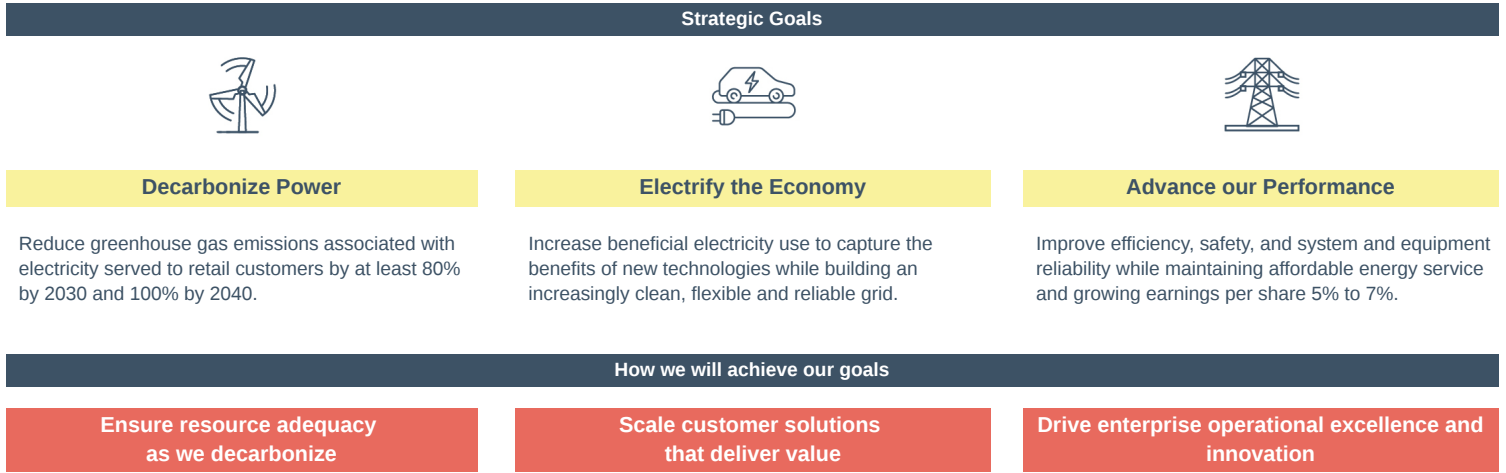 Strategic Goals
Decarbonize Power
Reduce greenhouse gas emissions associated with
electricity served to retail customers by at least 80%
by 2030 and 100% by 2040.
Electrify the Economy
Increase beneficial electricity use to capture the
benefits of new technologies while building an
increasingly clean, flexible and reliable grid.
Advance our Performance
Improve efficiency, safety, and system and equipment
reliability while maintaining affordable energy service
and growing earnings per share 5% to 7%.
How we will achieve our goals
Ensure resource adequacy
as we decarbonize
Scale customer solutions
that deliver value
Drive enterprise operational excellence and
innovation